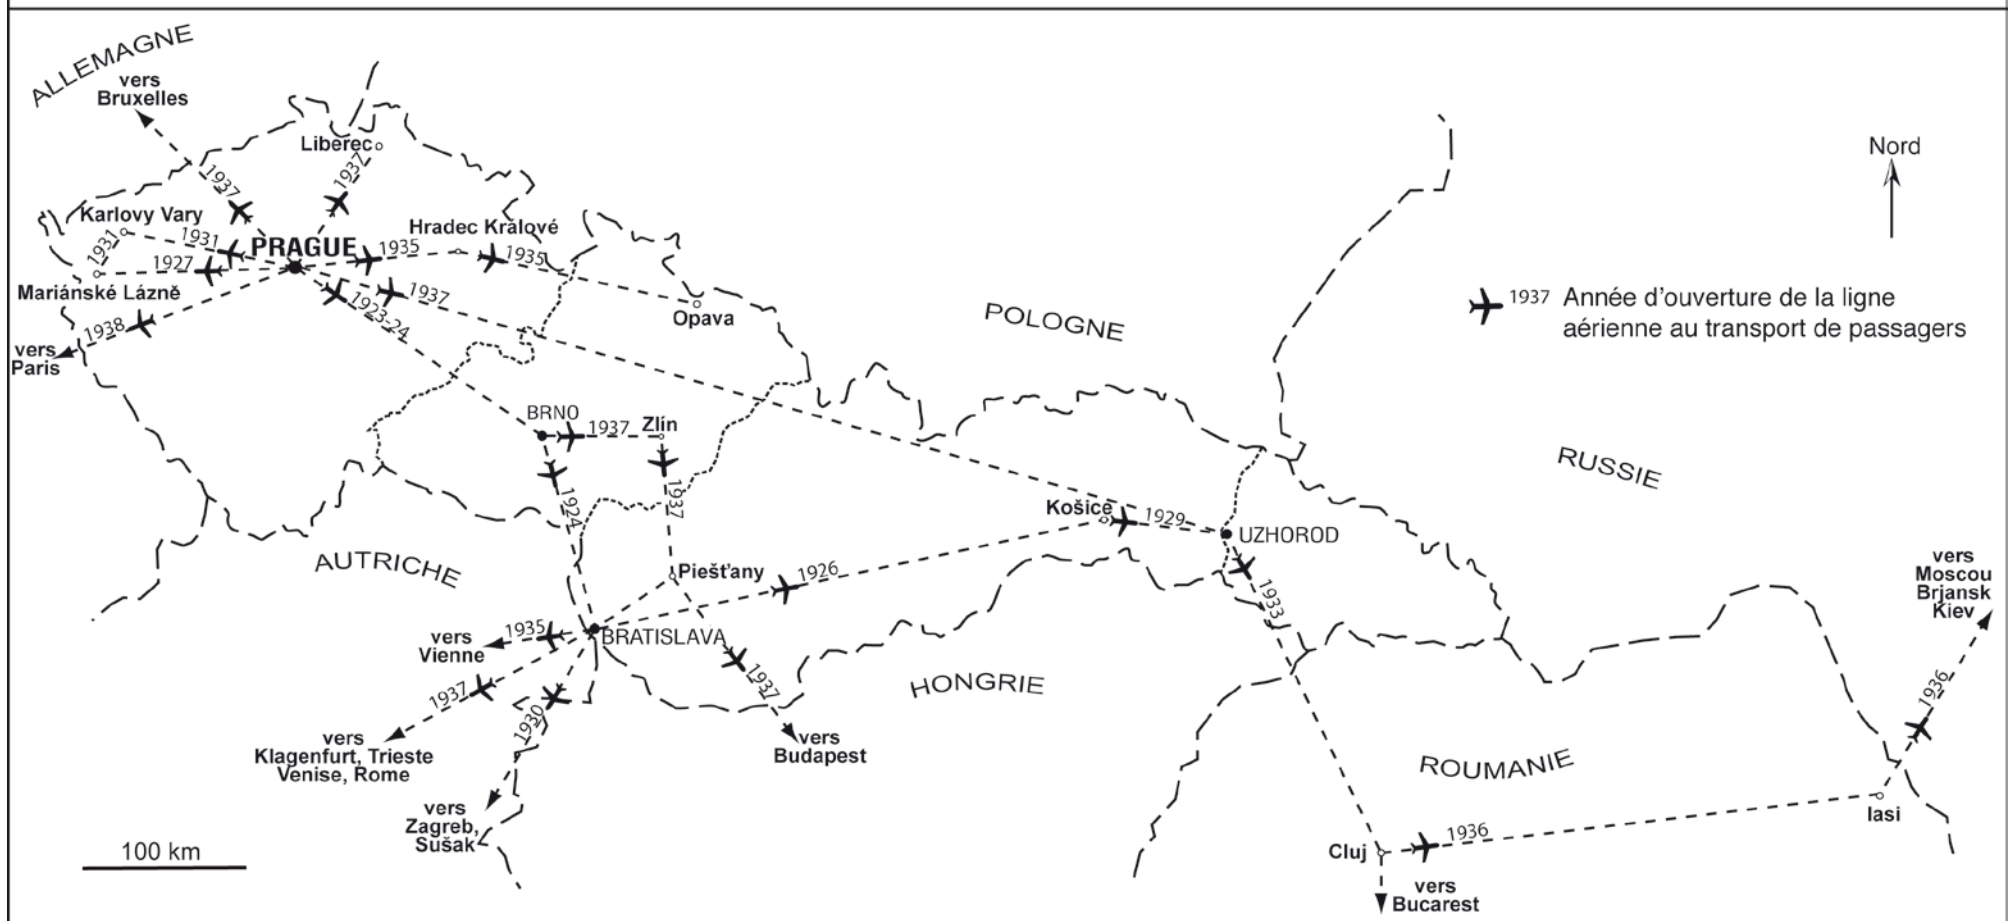 ALLEMAGNE
vers
Bruxelles
Liberec
1937
1937
Karlovy Vary
1931
1931
PRAGUE
Hradec Králové
1935
1935
1927
Mariánské Lázně
1938
vers
Paris
1923-24
1937
Opava
POLOGNE
Nord
1937 Année d'ouverture de la ligne
aérienne au transport de passagers
BRNO
1937
Zlín
1924
1937
RUSSIE
Košice
1929
UZHOROD
AUTRICHE
Piešťany
1926
1933
vers
Moscou
Brjansk
Kiev
1935
vers
Vienne
BRATISLAVA
1937
1937
1930
HONGRIE
vers
Klagenfurt, Trieste
Venise, Rome
vers
Budapest
vers
Zagreb,
Sušak
ROUMANIE
1936
Iasi
100 km
Cluj
1936
vers
Bucarest